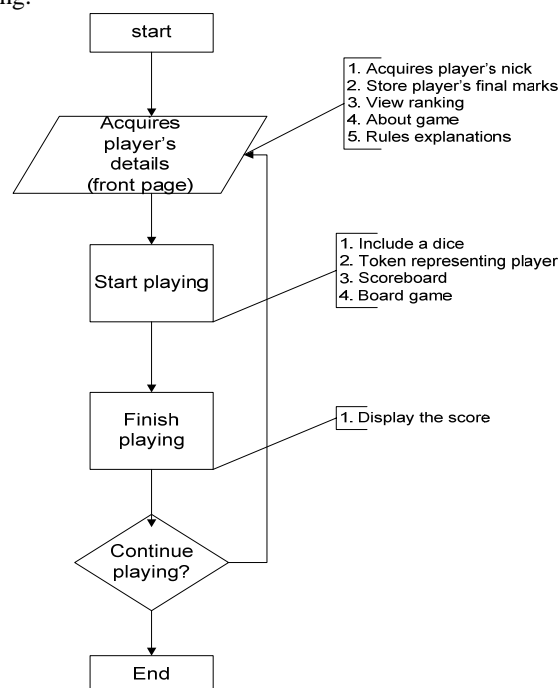 ng.
start
Acquires
player's
details
(front page)
1. Acquires player's nick
2. Store player's final marks
3. View ranking
4. About game
5. Rules explanations
Start playing
1. Include a dice
2. Token representing player
3. Scoreboard
4. Board game
Finish
playing
1. Display the score
Continue
playing?
End